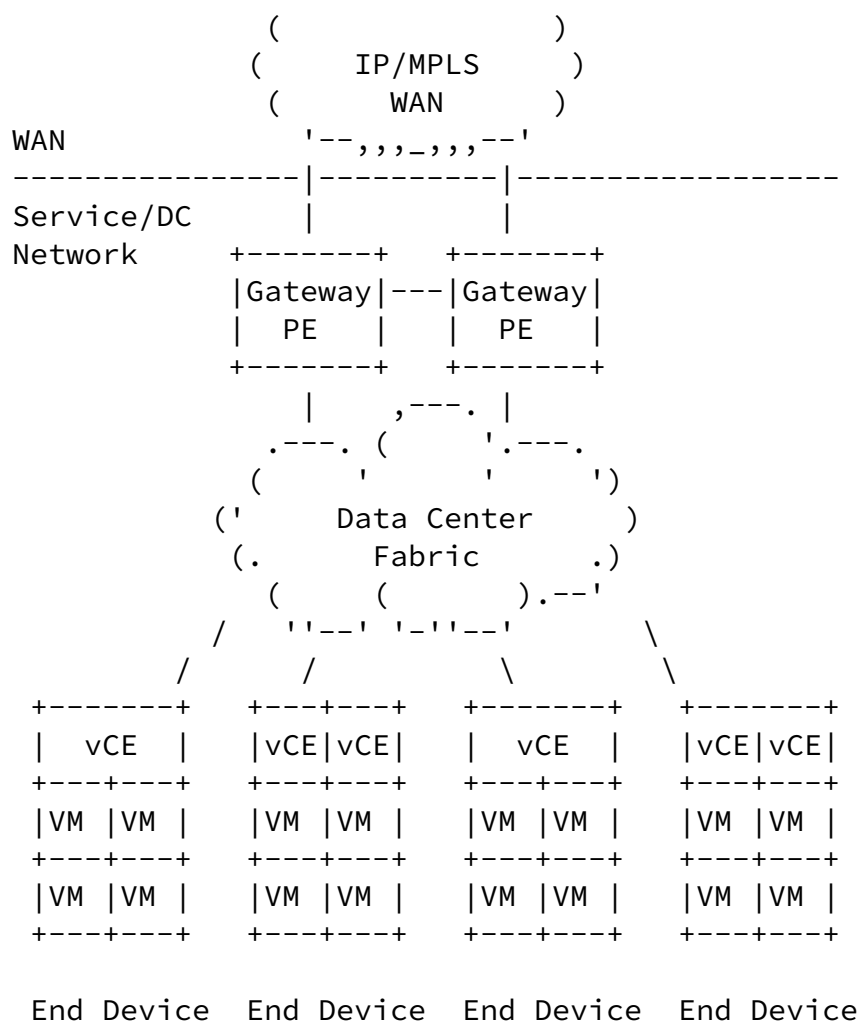 IP/MPLS
WAN
WAN
Service/DC
Network
Gateway Gateway
PE PE
Data Center
Fabric
vCE vCE vCE vCE vCE vCE
VM VM VM VM VM VM VM VM
VM VM VM VM VM VM VM VM
End Device End Device End Device End Device